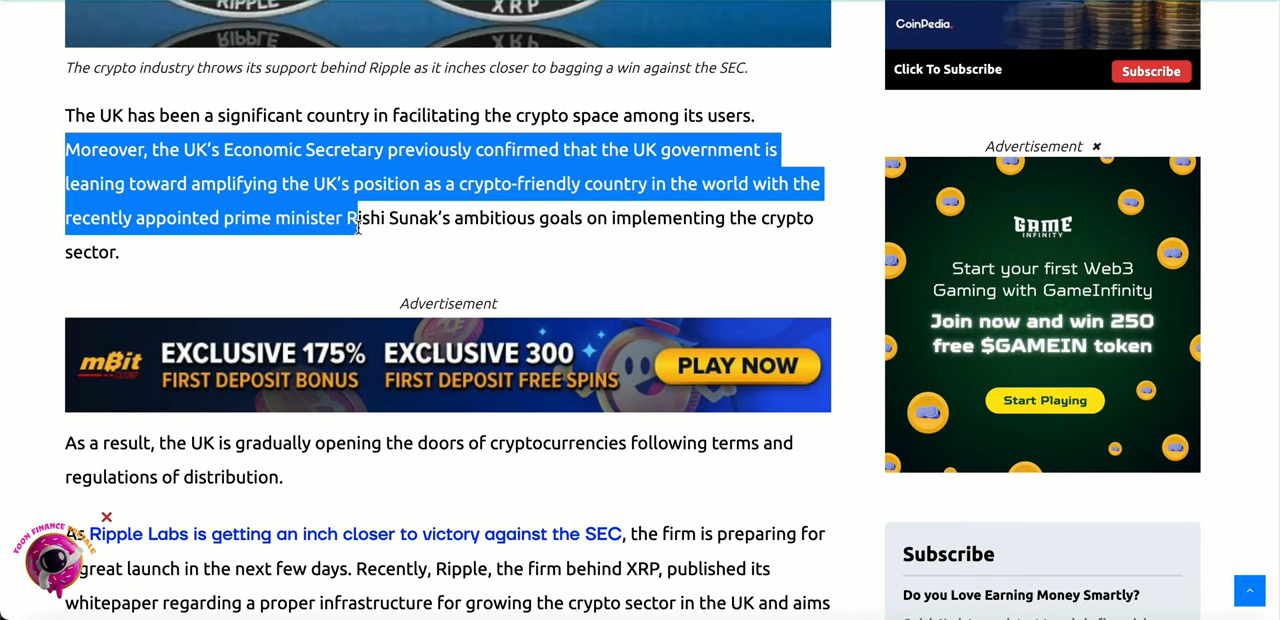 RIPPLE
XRP
RIPPLE
XRP
The crypto industry throws its support behind Ripple as it inches closer to bagging a win against the SEC.
The UK has been a significant country in facilitating the crypto space among its users.
Moreover, the UK’s Economic Secretary previously confirmed that the UK government is
leaning toward amplifying the UK’s position as a crypto-friendly country in the world with the
recently appointed prime minister Rishi Sunak’s ambitious goals on implementing the crypto
sector.
Advertisement
mBit
CASINO
EXCLUSIVE 175%
FIRST DEPOSIT BONUS
EXCLUSIVE 300
FIRST DEPOSIT FREE SPINS
PLAY NOW
As a result, the UK is gradually opening the doors of cryptocurrencies following terms and
regulations of distribution.
As Ripple Labs is getting an inch closer to victory against the SEC, the firm is preparing for
great launch in the next few days. Recently, Ripple, the firm behind XRP, published its
whitepaper regarding a proper infrastructure for growing the crypto sector in the UK and aims
TOON FINANCE
CoinPedia.
Click To Subscribe
Subscribe
Advertisement ✖
GAME
INFINITY
Start your first Web3
Gaming with GameInfinity
Join now and win 250
free $GAMEIN token
Start Playing
Subscribe
Do you Love Earning Money Smartly?